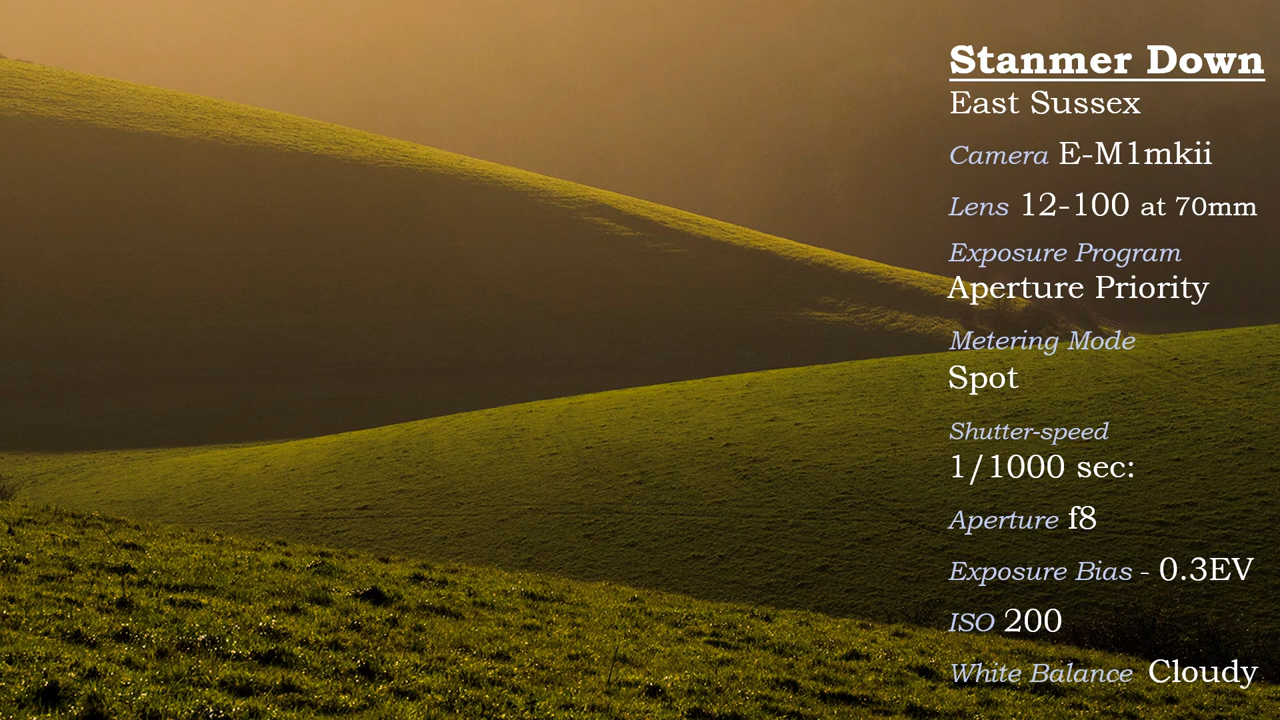 Stanmer Down
East Sussex
Camera E-M1mkii
Lens 12-100 at 70mm
Exposure Program
Aperture Priority
Metering Mode
Spot
Shutter-speed
1/1000 sec:
Aperture f8
Exposure Bias - 0.3EV
ISO 200
White Balance Cloudy